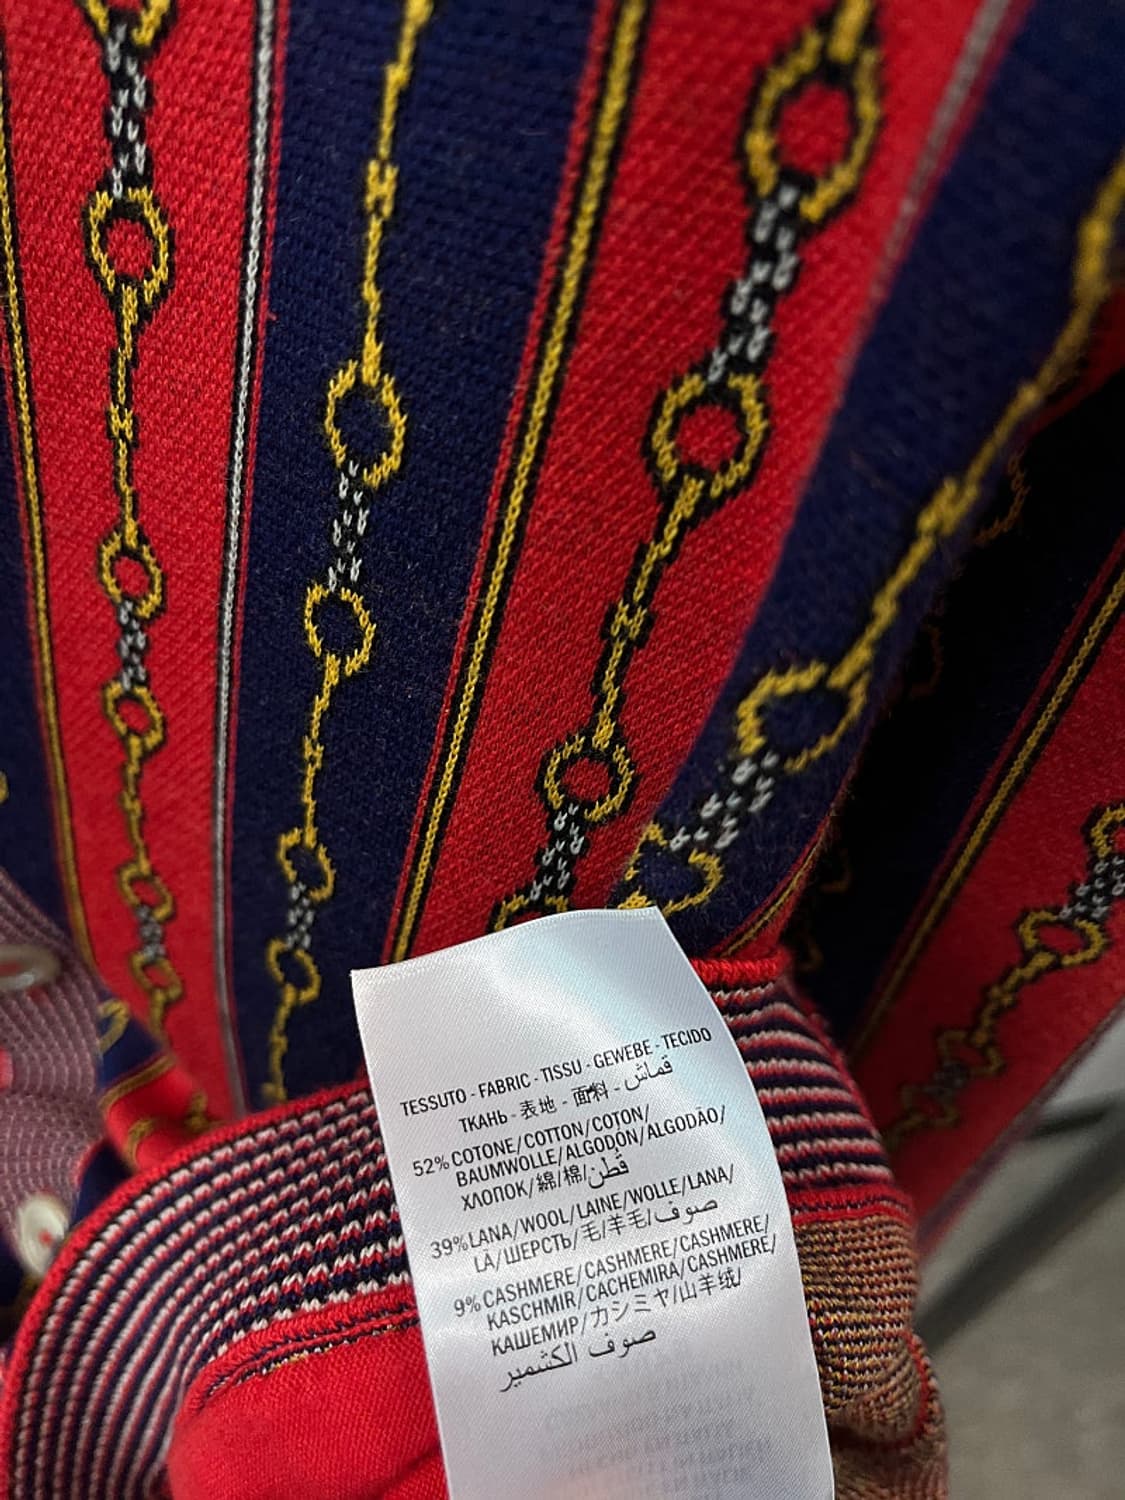 TESSUTO - FABRIC - TISSU - GEWEBE - TECIDO
ТКАНЬ - 表地 - 面料 - قماش
52% COTONE/COTTON/COTON/
BAUMWOLLE/ALGODÓN/ALGODÃO/
ХЛОПОК/綿/棉/قطن
39% LANA/WOOL/LAINE/WOLLE/LANA/
LÃ/ШЕРСТЬ/毛/羊毛/صوف
9% CASHMERE/CASHMERE/CASHMERE/
KASCHMIR/CACHEMIRA/CASHMERE/
КАШЕМИР/カシミヤ/山羊绒/
صوف الكشمير